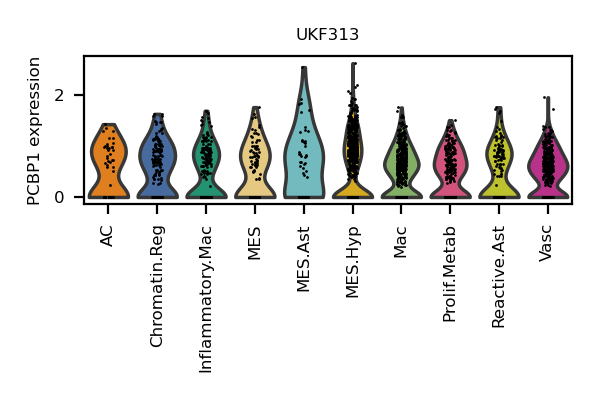 UKF313
PCBP1 expression
2
0
AC
Chromatin.Reg
Inflammatory.Mac
MES
MES.Ast
MES.Hyp
Mac
Prolif.Metab
Reactive.Ast
Vasc